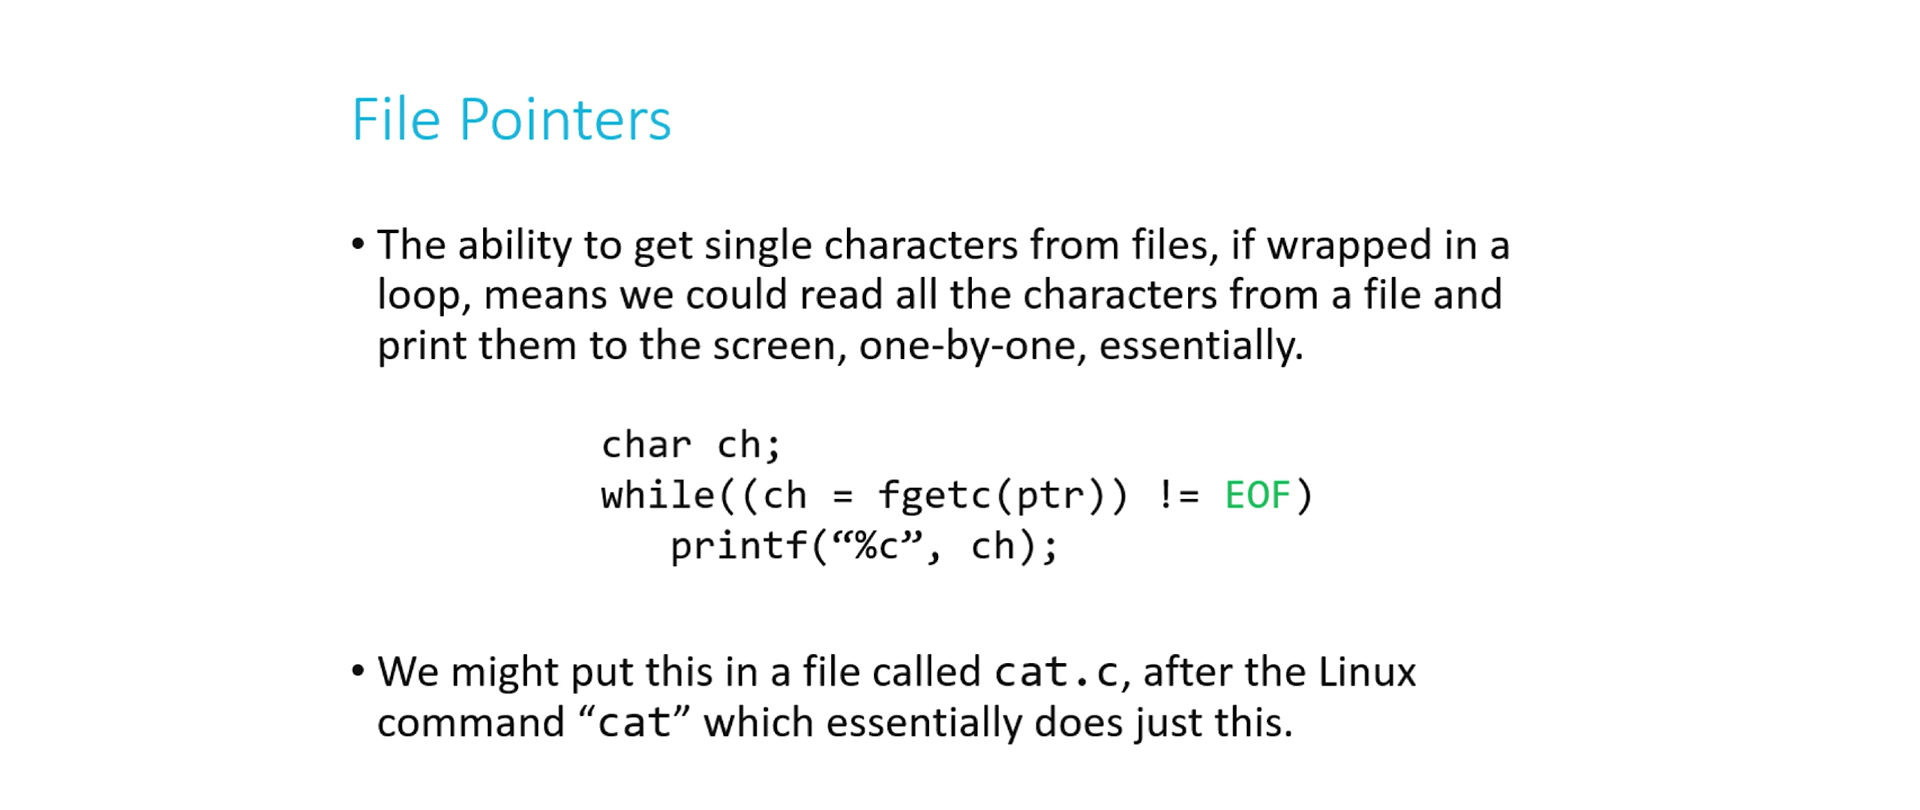 File Pointers
• The ability to get single characters from files, if wrapped in a
loop, means we could read all the characters from a file and
print them to the screen, one-by-one, essentially.
char ch;
while((ch = fgetc(ptr)) != EOF)
printf(“%c”, ch);
• We might put this in a file called cat.c, after the Linux
command “cat” which essentially does just this.